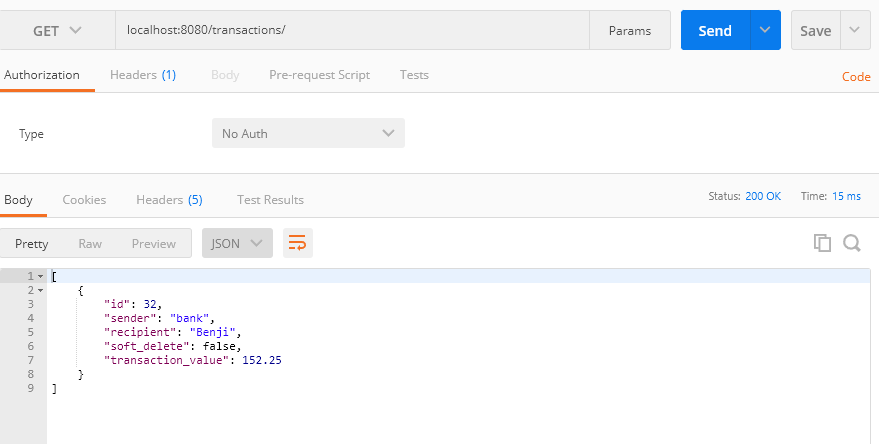 GET localhost:8080/transactions/ Params Send Save
Authorization Headers (1) Body Pre-request Script Tests Code
Type No Auth
Body Cookies Headers (5) Test Results Status: 200 OK Time: 15 ms
Pretty Raw Preview JSON
1 [
2 {
3 "id": 32,
4 "sender": "bank",
5 "recipient": "Benji",
6 "soft_delete": false,
7 "transaction_value": 152.25
8 }
9 ]